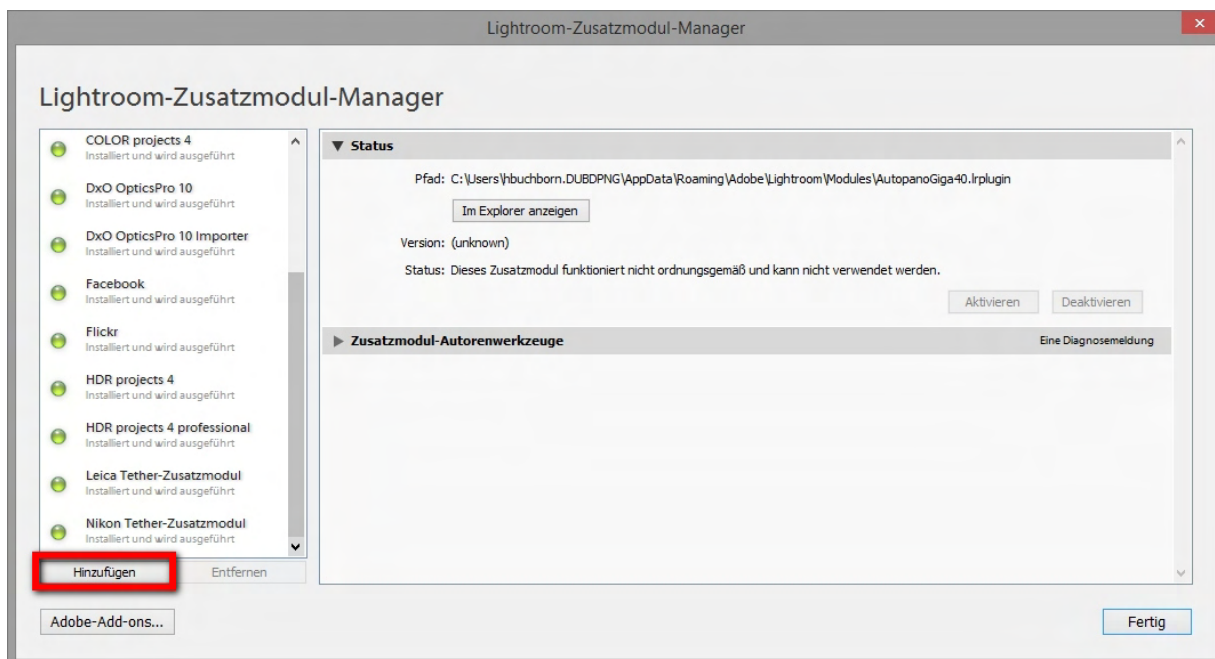 Lightroom-Zusatzmodul-Manager
Lightroom-Zusatzmodul-Manager
COLOR projects 4
Installiert und wird ausgeführt
DxO OpticsPro 10
Installiert und wird ausgeführt
DxO OpticsPro 10 Importer
Installiert und wird ausgeführt
Facebook
Installiert und wird ausgeführt
Flickr
Installiert und wird ausgeführt
HDR projects 4
Installiert und wird ausgeführt
HDR projects 4 professional
Installiert und wird ausgeführt
Leica Tether-Zusatzmodul
Installiert und wird ausgeführt
Nikon Tether-Zusatzmodul
Installiert und wird ausgeführt
Hinzufügen Entfernen
Adobe-Add-ons...
Status
Pfad: C:\Users\hbuchborn.DUBDPNG\AppData\Roaming\Adobe\Lightroom\Modules\AutopanoGiga40.lrplugin
Im Explorer anzeigen
Version: (unknown)
Status: Dieses Zusatzmodul funktioniert nicht ordnungsgemäß und kann nicht verwendet werden.
Aktivieren Deaktivieren
Zusatzmodul-Autorenwerkzeuge Eine Diagnosemeldung
Fertig